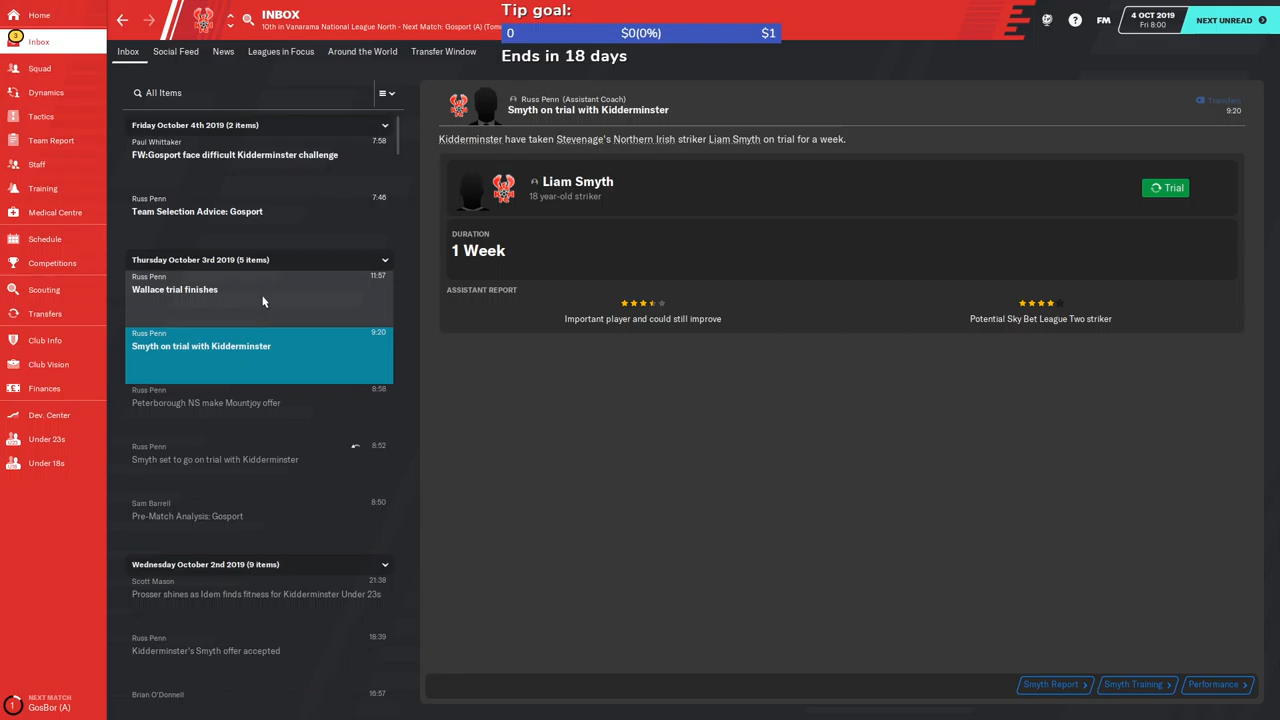 Home
3
Inbox
Squad
Dynamics
Tactics
Team Report
Staff
Training
Medical Centre
Schedule
Competitions
Scouting
Transfers
Club Info
Club Vision
Finances
Dev. Center
Under 23s
Under 18s
1
NEXT MATCH
GosBor (A)
INBOX
10th in Vanarama National League North - Next Match: Gosport (A) (Tom
Tip goal:
0 $0(0%) $1
Ends in 18 days
?
FM
4 OCT 2019
Fri 8:00
NEXT UNREAD
Inbox Social Feed News Leagues in Focus Around the World Transfer Window
All Items
Friday October 4th 2019 (2 items)
Paul Whittaker 7:58
FW:Gosport face difficult Kidderminster challenge
Russ Penn 7:46
Team Selection Advice: Gosport
Thursday October 3rd 2019 (5 items)
Russ Penn 11:57
Wallace trial finishes
Russ Penn 9:20
Smyth on trial with Kidderminster
Russ Penn 8:58
Peterborough NS make Mountjoy offer
Russ Penn 8:52
Smyth set to go on trial with Kidderminster
Sam Barrell 8:50
Pre-Match Analysis: Gosport
Wednesday October 2nd 2019 (9 items)
Scott Mason 21:38
Prosser shines as Idem finds fitness for Kidderminster Under 23s
Russ Penn 18:39
Kidderminster's Smyth offer accepted
Brian O'Donnell 16:57
Russ Penn (Assistant Coach)
Smyth on trial with Kidderminster
Transfers
9:20
Kidderminster have taken Stevenage's Northern Irish striker Liam Smyth on trial for a week.
Liam Smyth
18 year-old striker
Trial
DURATION
1 Week
ASSISTANT REPORT
Important player and could still improve
Potential Sky Bet League Two striker
Smyth Report
Smyth Training
Performance